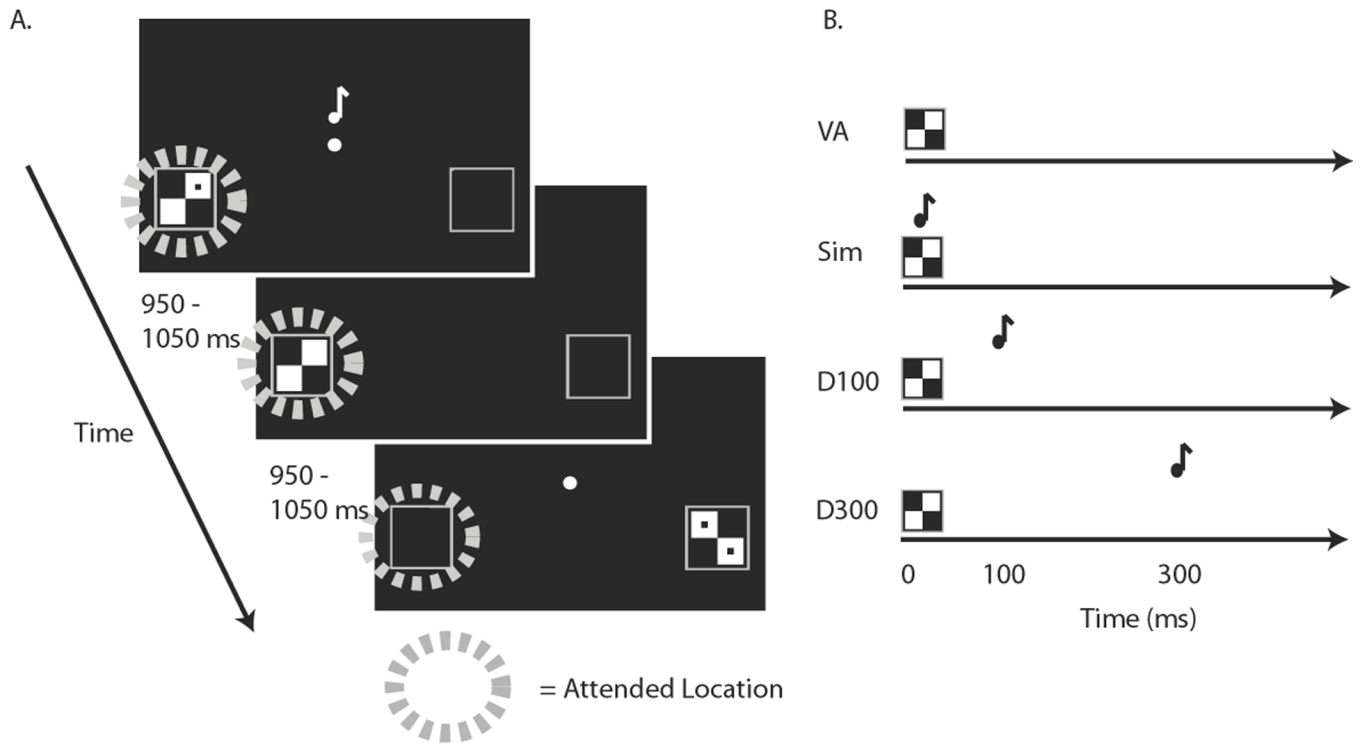 A.
950 -
1050 ms
950 -
1050 ms
Time
= Attended Location
B.
VA
Sim
D100
D300
0 100 300
Time (ms)